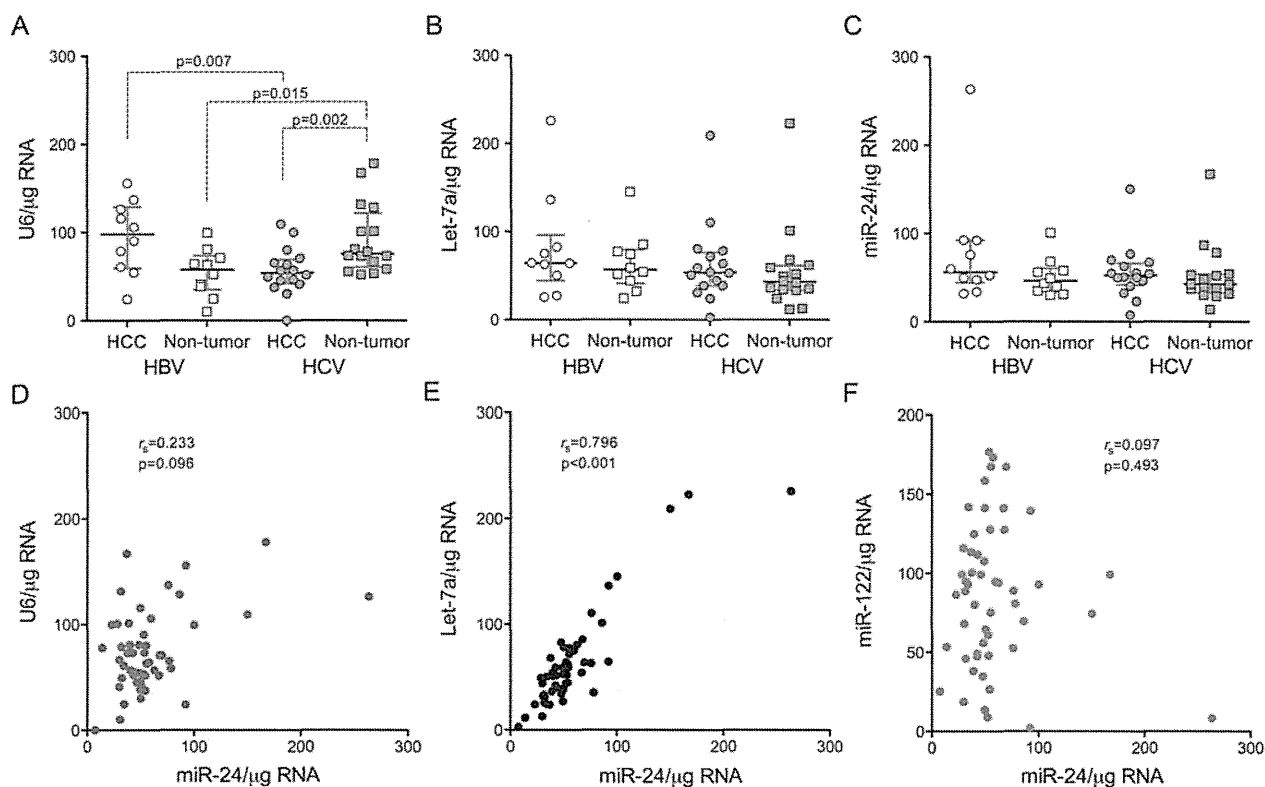 A
U6/µg RNA
300
200
100
0
p=0.007
p=0.015
p=0.002
HCC Non-tumor HCC Non-tumor
HBV HCV
B
Let-7a/µg RNA
300
200
100
0
HCC Non-tumor HCC Non-tumor
HBV HCV
C
miR-24/µg RNA
300
200
100
0
HCC Non-tumor HCC Non-tumor
HBV HCV
D
U6/µg RNA
300
200
100
0
rs=0.233
p=0.096
0 100 200 300
miR-24/µg RNA
E
Let-7a/µg RNA
300
200
100
0
rs=0.796
p<0.001
0 100 200 300
miR-24/µg RNA
F
miR-122/µg RNA
200
150
100
50
0
rs=0.097
p=0.493
0 100 200 300
miR-24/µg RNA